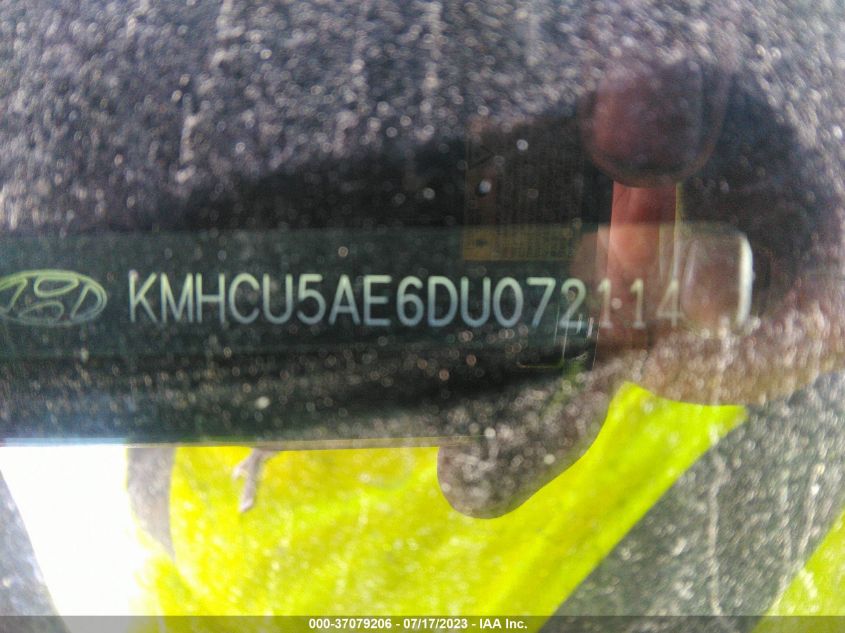 KMHCU5AE6DU072114
000-37079206 - 07/17/2023 - IAA Inc.